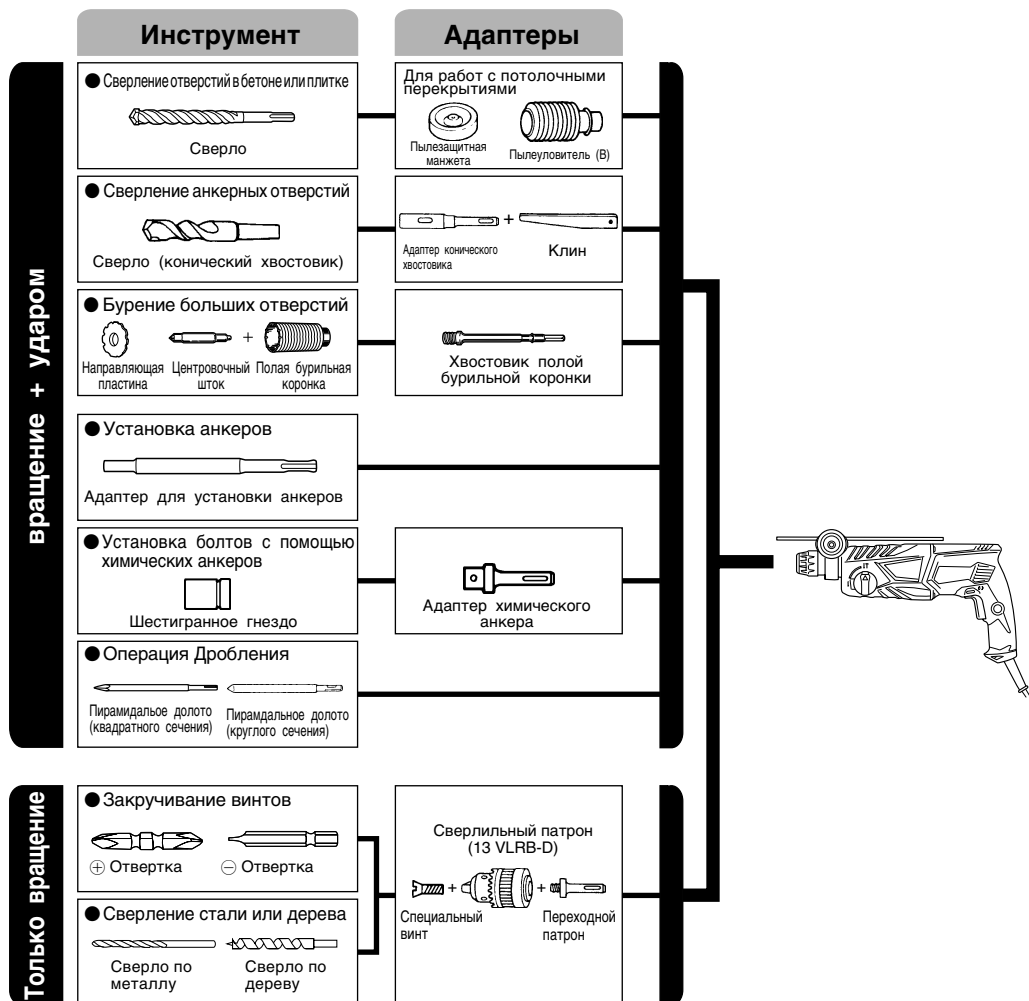 Инструмент
Адаптеры
вращение + ударом
● Сверление отверстий в бетоне или плитке
Сверло
Для работ с потолочными
перекрытиями
Пылезащитная
манжета
Пылеуловитель (B)
● Сверление анкерных отверстий
Сверло (конический хвостовик)
+
Адаптер конического
хвостовика
Клин
● Бурение больших отверстий
+
Направляющая
пластина
Центровочный
шток
Полая бурильная
коронка
Хвостовик полой
бурильной коронки
● Установка анкеров
Адаптер для установки анкеров
● Установка болтов с помощью
химических анкеров
Шестигранное гнездо
Адаптер химического
анкера
● Операция Дробления
Пирамидальое долото
(квадратного сечения)
Пирамдальное долото
(круглого сечения)
Только вращение
● Закручивание винтов
⊕ Отвертка
⊖ Отвертка
● Сверление стали или дерева
Сверло по
металлу
Сверло по
дереву
Сверлильный патрон
(13 VLRB-D)
+ +
Специальный
винт
Переходной
патрон